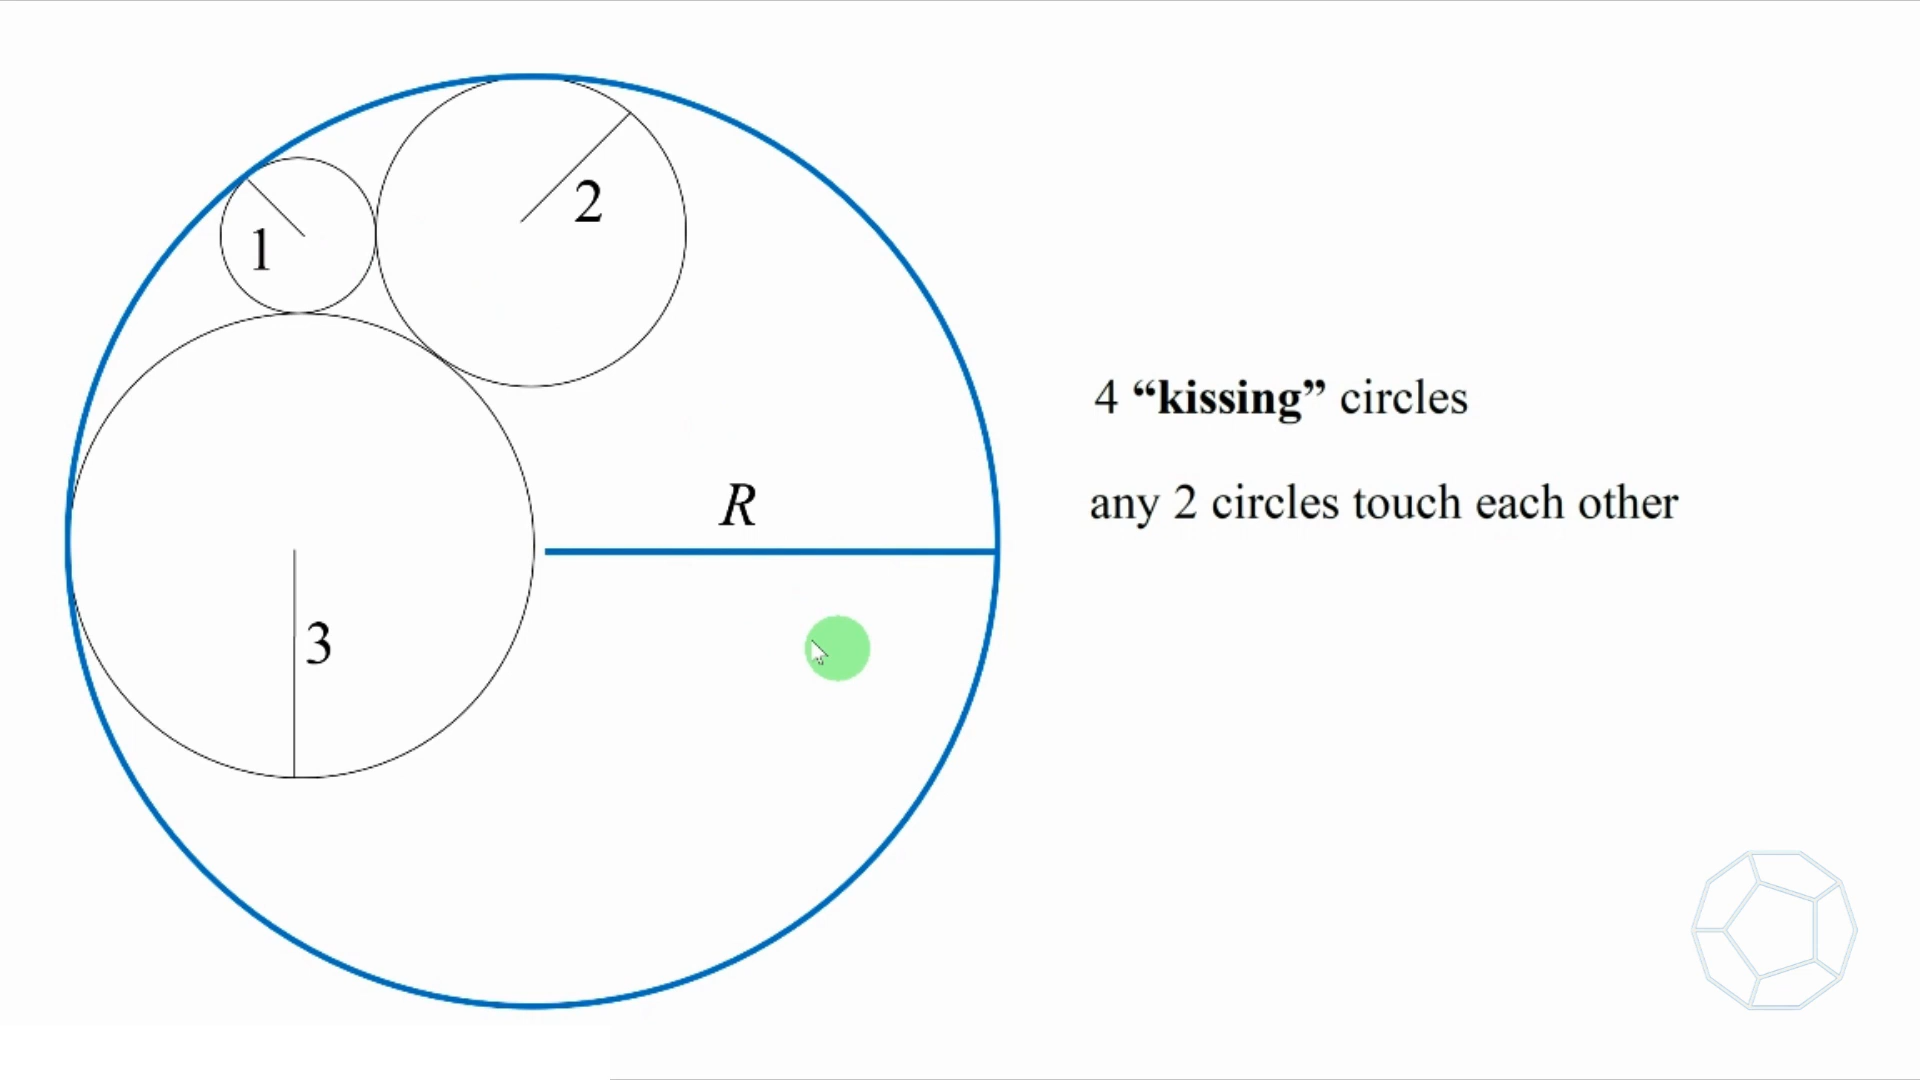 2
1
4 “kissing” circles
R
any 2 circles touch each other
3